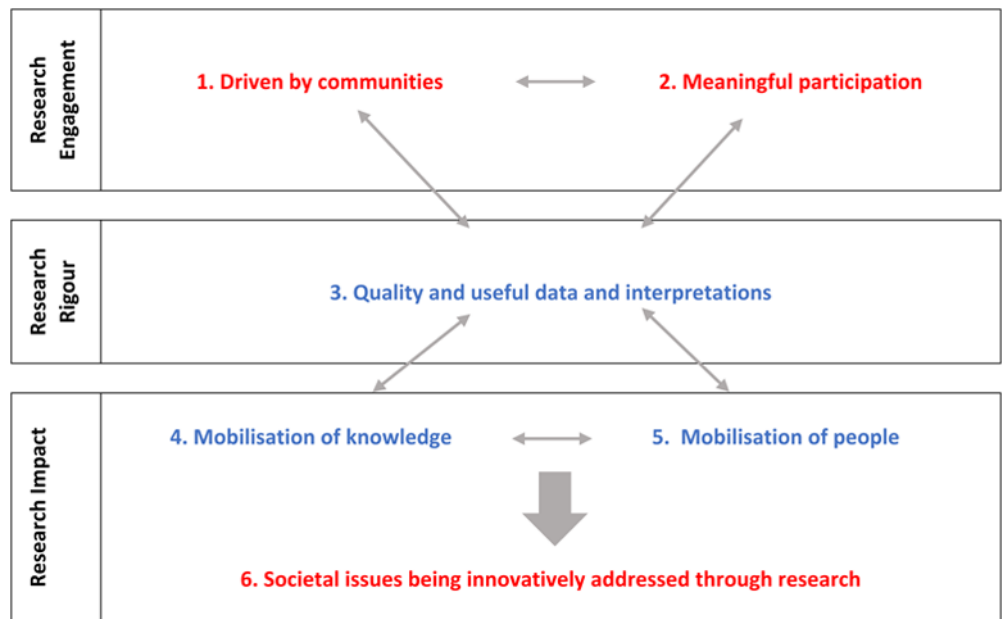 Research
Engagement
1. Driven by communities
2. Meaningful participation
Research
Rigour
3. Quality and useful data and interpretations
Research Impact
4. Mobilisation of knowledge
5. Mobilisation of people
6. Societal issues being innovatively addressed through research